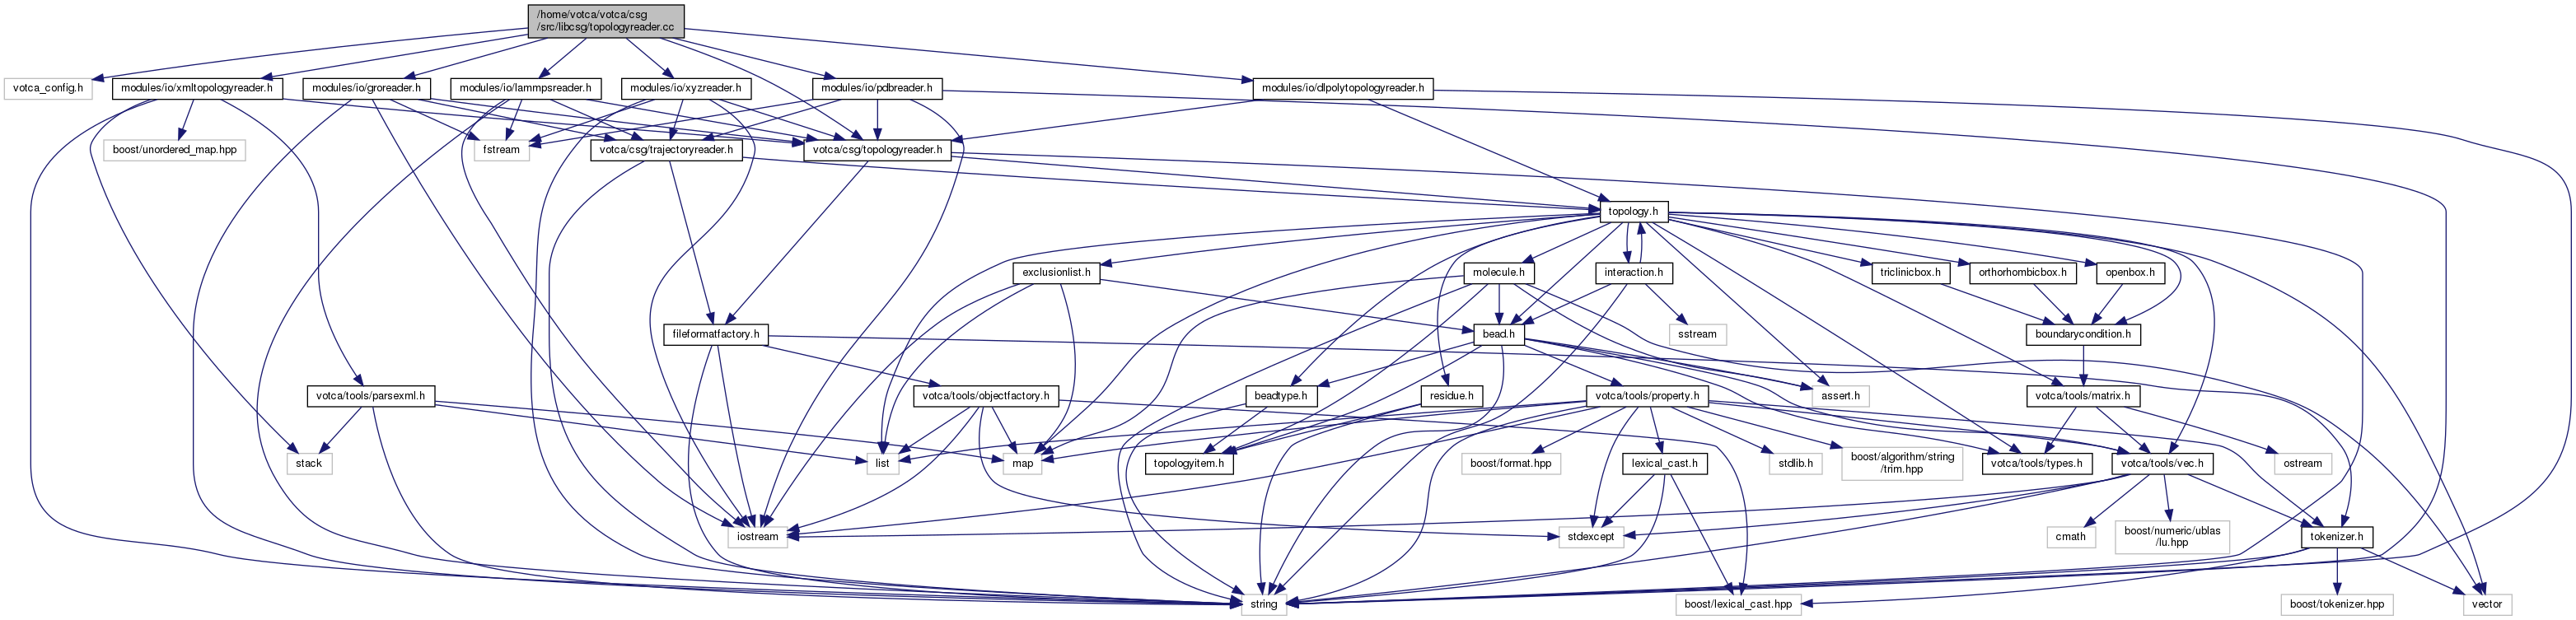 /home/votca/votca/csg
/src/libcsg/topologyreader.cc
votca_config.h
modules/io/xmltopologyreader.h
modules/io/groreader.h
modules/io/lammpsreader.h
modules/io/xyzreader.h
modules/io/pdbreader.h
modules/io/dlpolytopologyreader.h
boost/unordered_map.hpp
fstream
votca/csg/trajectoryreader.h
votca/csg/topologyreader.h
topology.h
exclusionlist.h
molecule.h
interaction.h
triclinicbox.h
orthorhombicbox.h
openbox.h
fileformatfactory.h
bead.h
sstream
boundarycondition.h
votca/tools/parsexml.h
votca/tools/objectfactory.h
beadtype.h
residue.h
votca/tools/property.h
assert.h
votca/tools/matrix.h
stack
list
map
topologyitem.h
boost/format.hpp
lexical_cast.h
stdlib.h
boost/algorithm/string
/trim.hpp
votca/tools/types.h
votca/tools/vec.h
ostream
iostream
stdexcept
cmath
boost/numeric/ublas
/lu.hpp
tokenizer.h
string
boost/lexical_cast.hpp
boost/tokenizer.hpp
vector